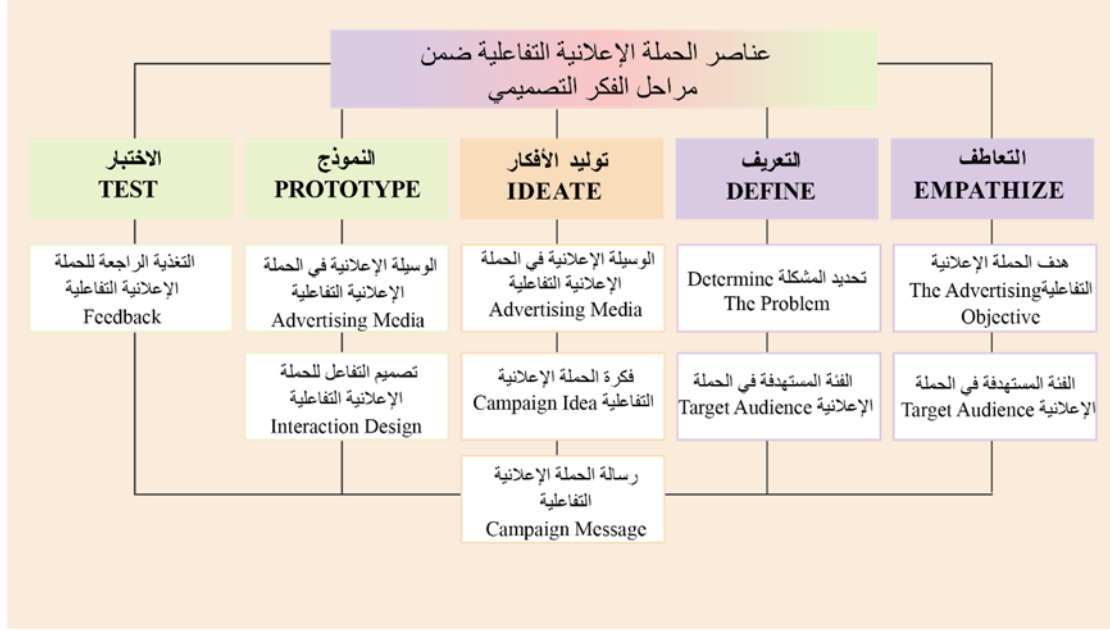 عناصر الحملة الإعلانية التفاعلية ضمن
مراحل الفكر التصميمي
التعاطف
EMPATHIZE
هدف الحملة الإعلانية
التفاعلية The Advertising
Objective
الفئة المستهدفة في الحملة
الإعلانية Target Audience
التعريف
DEFINE
تحديد المشكلة Determine
The Problem
الفئة المستهدفة في الحملة
الإعلانية Target Audience
توليد الأفكار
IDEATE
الوسيلة الإعلانية في الحملة
الإعلانية التفاعلية
Advertising Media
فكرة الحملة الإعلانية
التفاعلية Campaign Idea
رسالة الحملة الإعلانية
التفاعلية
Campaign Message
النموذج
PROTOTYPE
الوسيلة الإعلانية في الحملة
الإعلانية التفاعلية
Advertising Media
تصميم التفاعل للحملة
الإعلانية التفاعلية
Interaction Design
الاختبار
TEST
التغذية الراجعة للحملة
الإعلانية التفاعلية
Feedback